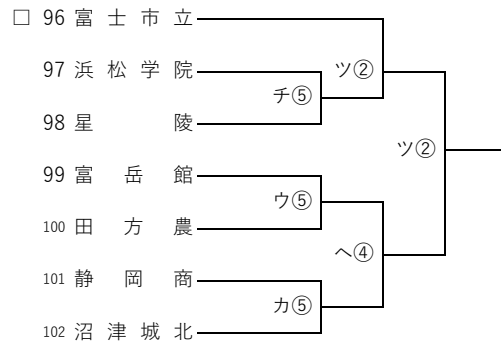 □ 96 富士市立
ツ②
97 浜松学院
チ⑤
98 星陵
ツ②
99 富岳館
ウ⑤
100 田方農
ヘ④
101 静岡商
カ⑤
102 沼津城北